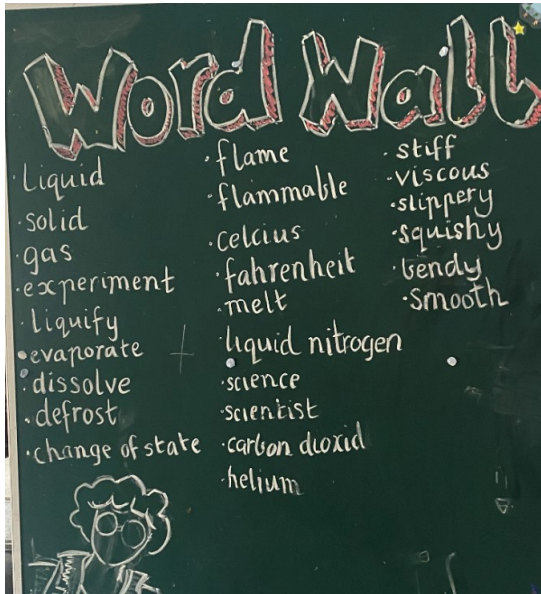 Word Wall
· Liquid
· solid
· gas
· experiment
· liquify
· evaporate
· dissolve
· defrost
· change of state
· flame
· flammable
· celcius
· fahrenheit
· melt
· liquid nitrogen
· science
· scientist
· carbon dioxid
· helium
· stiff
· viscous
· slippery
· squishy
· bendy
· smooth